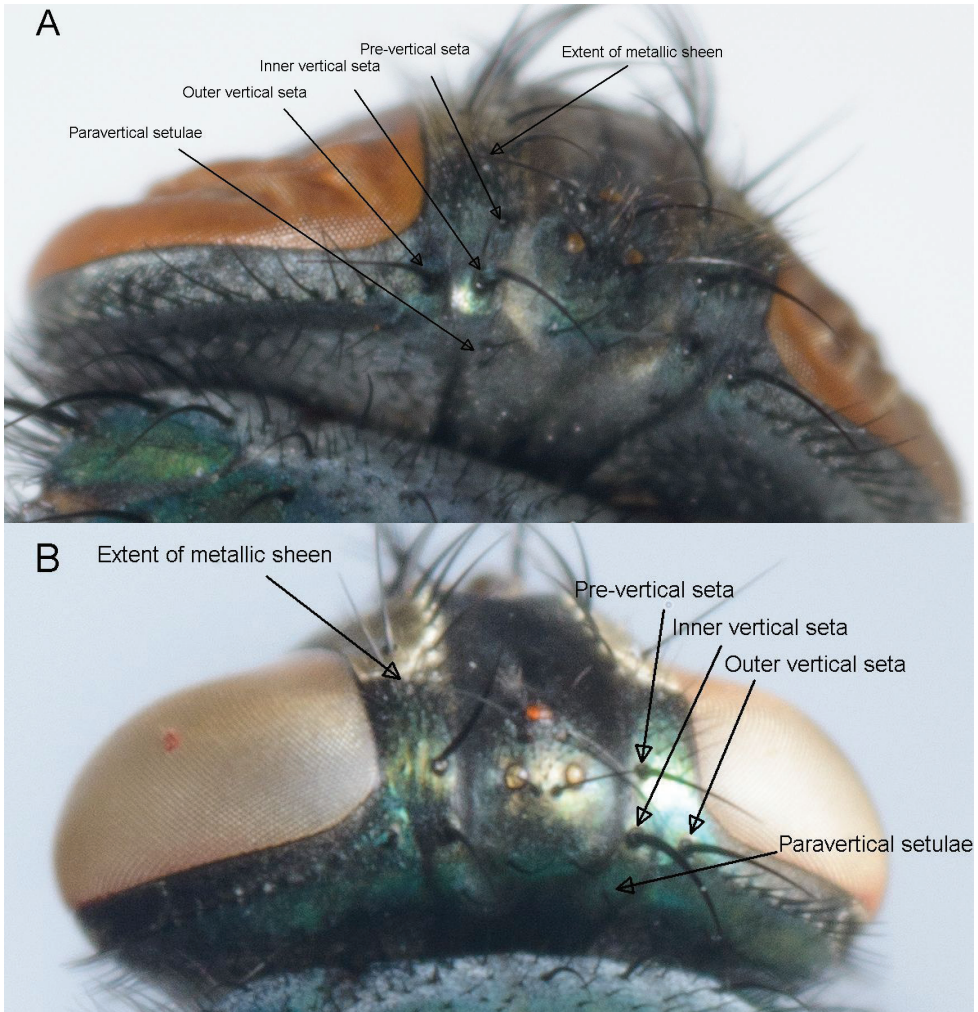 A
Pre-vertical seta
Extent of metallic sheen
Inner vertical seta
Outer vertical seta
Paravertical setulae
B
Extent of metallic sheen
Pre-vertical seta
Inner vertical seta
Outer vertical seta
Paravertical setulae